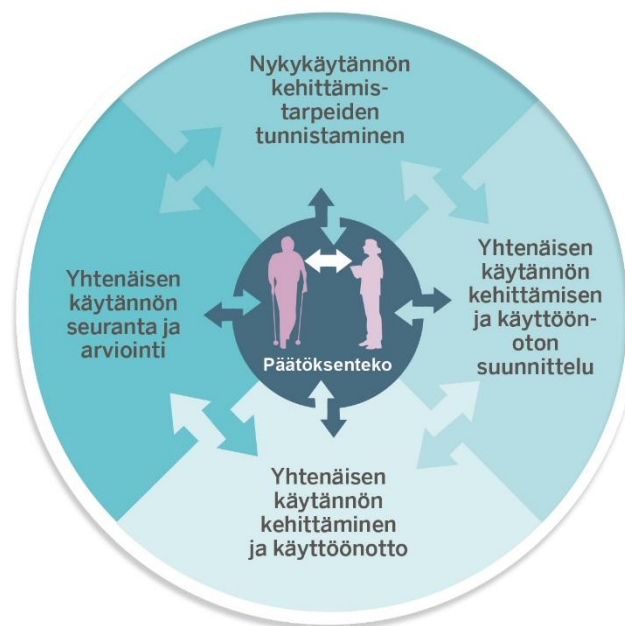 Nykykäytännön
kehittämis-
tarpeiden
tunnistaminen
Yhtenäisen
käytännön
kehittämisen
ja käyttöön-
oton
suunnittelu
Yhtenäisen
käytännön
kehittäminen
ja käyttöönotto
Yhtenäisen
käytännön
seuranta ja
arviointi
Päätöksenteko